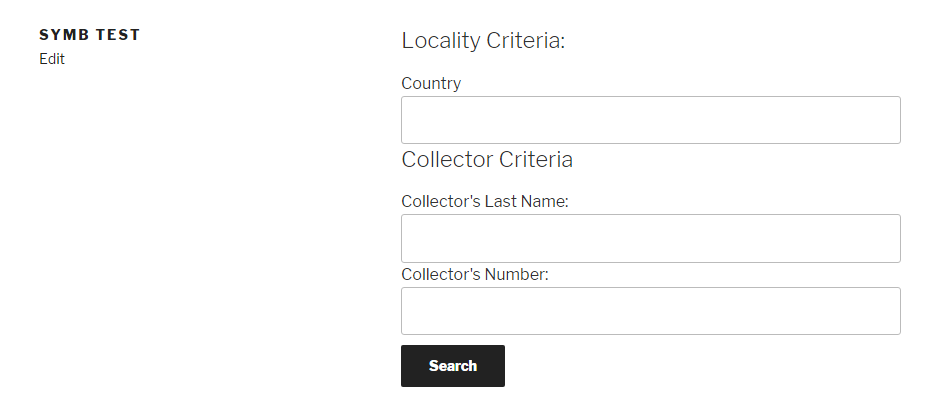 SYMB TEST
Edit
Locality Criteria:
Country
Collector Criteria
Collector's Last Name:
Collector's Number:
Search